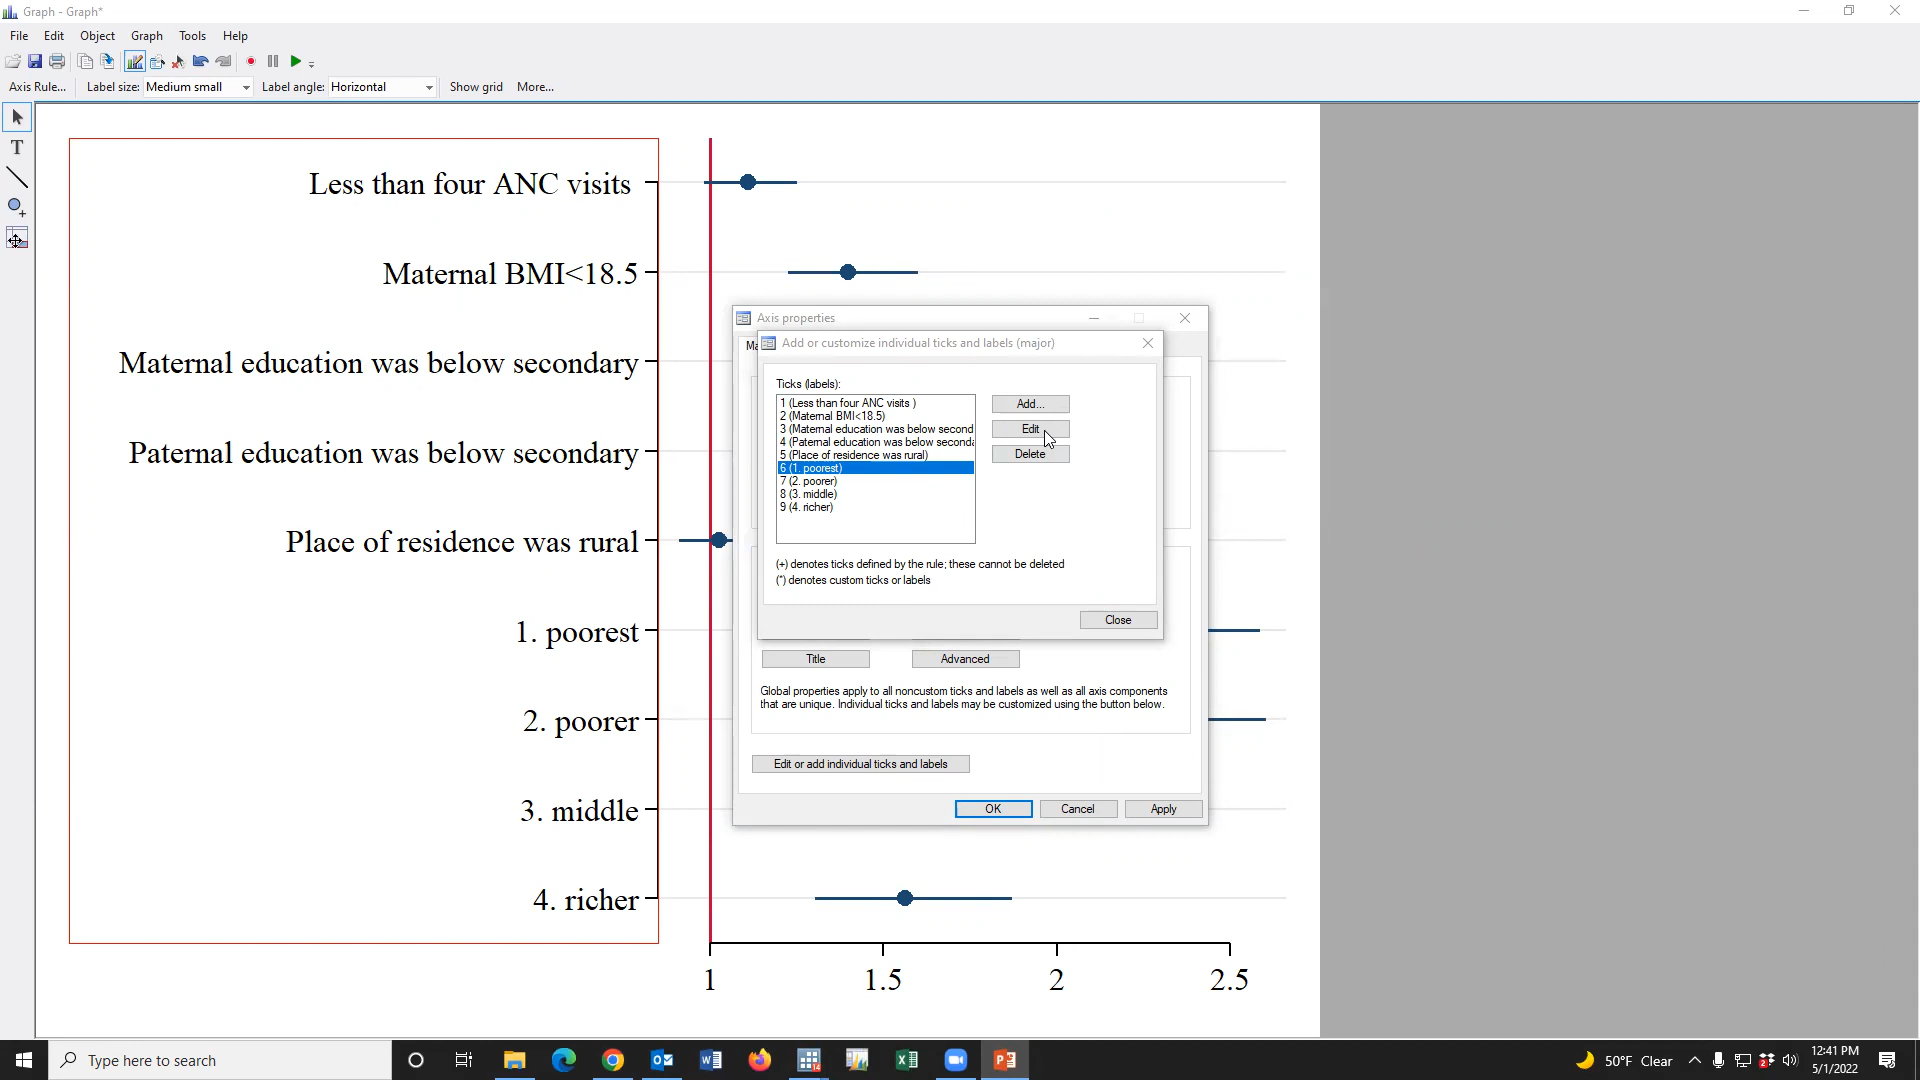 Graph - Graph*
File Edit Object Graph Tools Help
Axis Rule... Label size: Medium small Label angle: Horizontal Show grid More...
T
Less than four ANC visits
Maternal BMI<18.5
Maternal education was below secondary
Paternal education was below secondary
Place of residence was rural
1. poorest
2. poorer
3. middle
4. richer
1 1.5 2 2.5
Axis properties
Add or customize individual ticks and labels (major)
Ticks (labels):
1 (Less than four ANC visits )
2 (Maternal BMI<18.5)
3 (Maternal education was below second
4 (Paternal education was below second
5 (Place of residence was rural)
6 (1. poorest)
7 (2. poorer)
8 (3. middle)
9 (4. richer)
Add...
Edit
Delete
(+) denotes ticks defined by the rule; these cannot be deleted
(*) denotes custom ticks or labels
Close
Title Advanced
Global properties apply to all noncustom ticks and labels as well as all axis components
that are unique. Individual ticks and labels may be customized using the button below.
Edit or add individual ticks and labels
OK Cancel Apply
Type here to search
50°F Clear
12:41 PM
5/1/2022